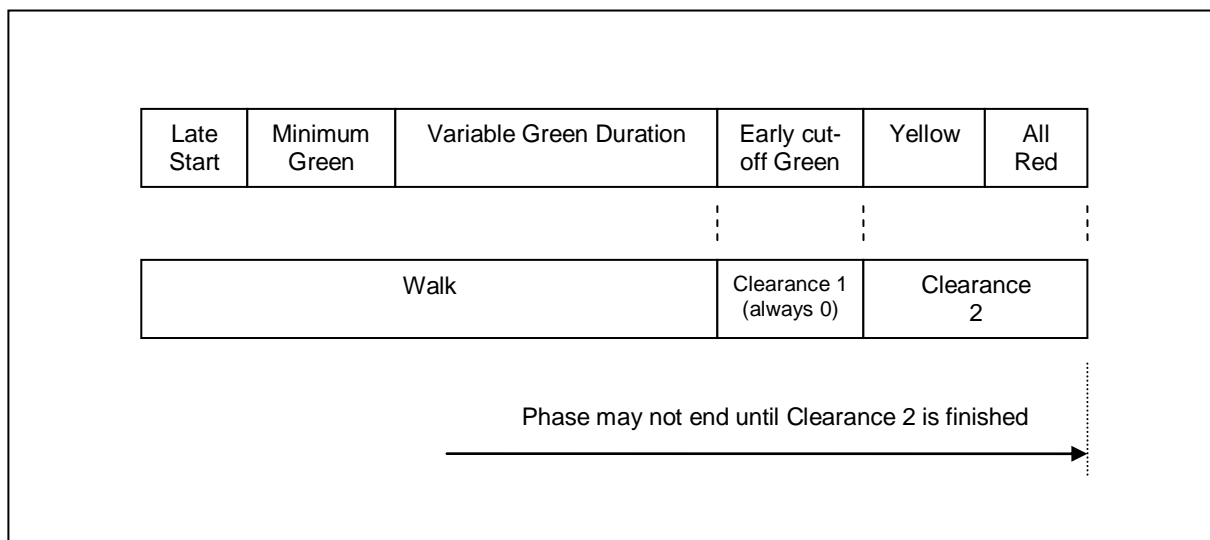 Late
Start
Minimum
Green
Variable Green Duration
Early cut-
off Green
Yellow
All
Red
Walk
Clearance 1
(always 0)
Clearance
2
Phase may not end until Clearance 2 is finished